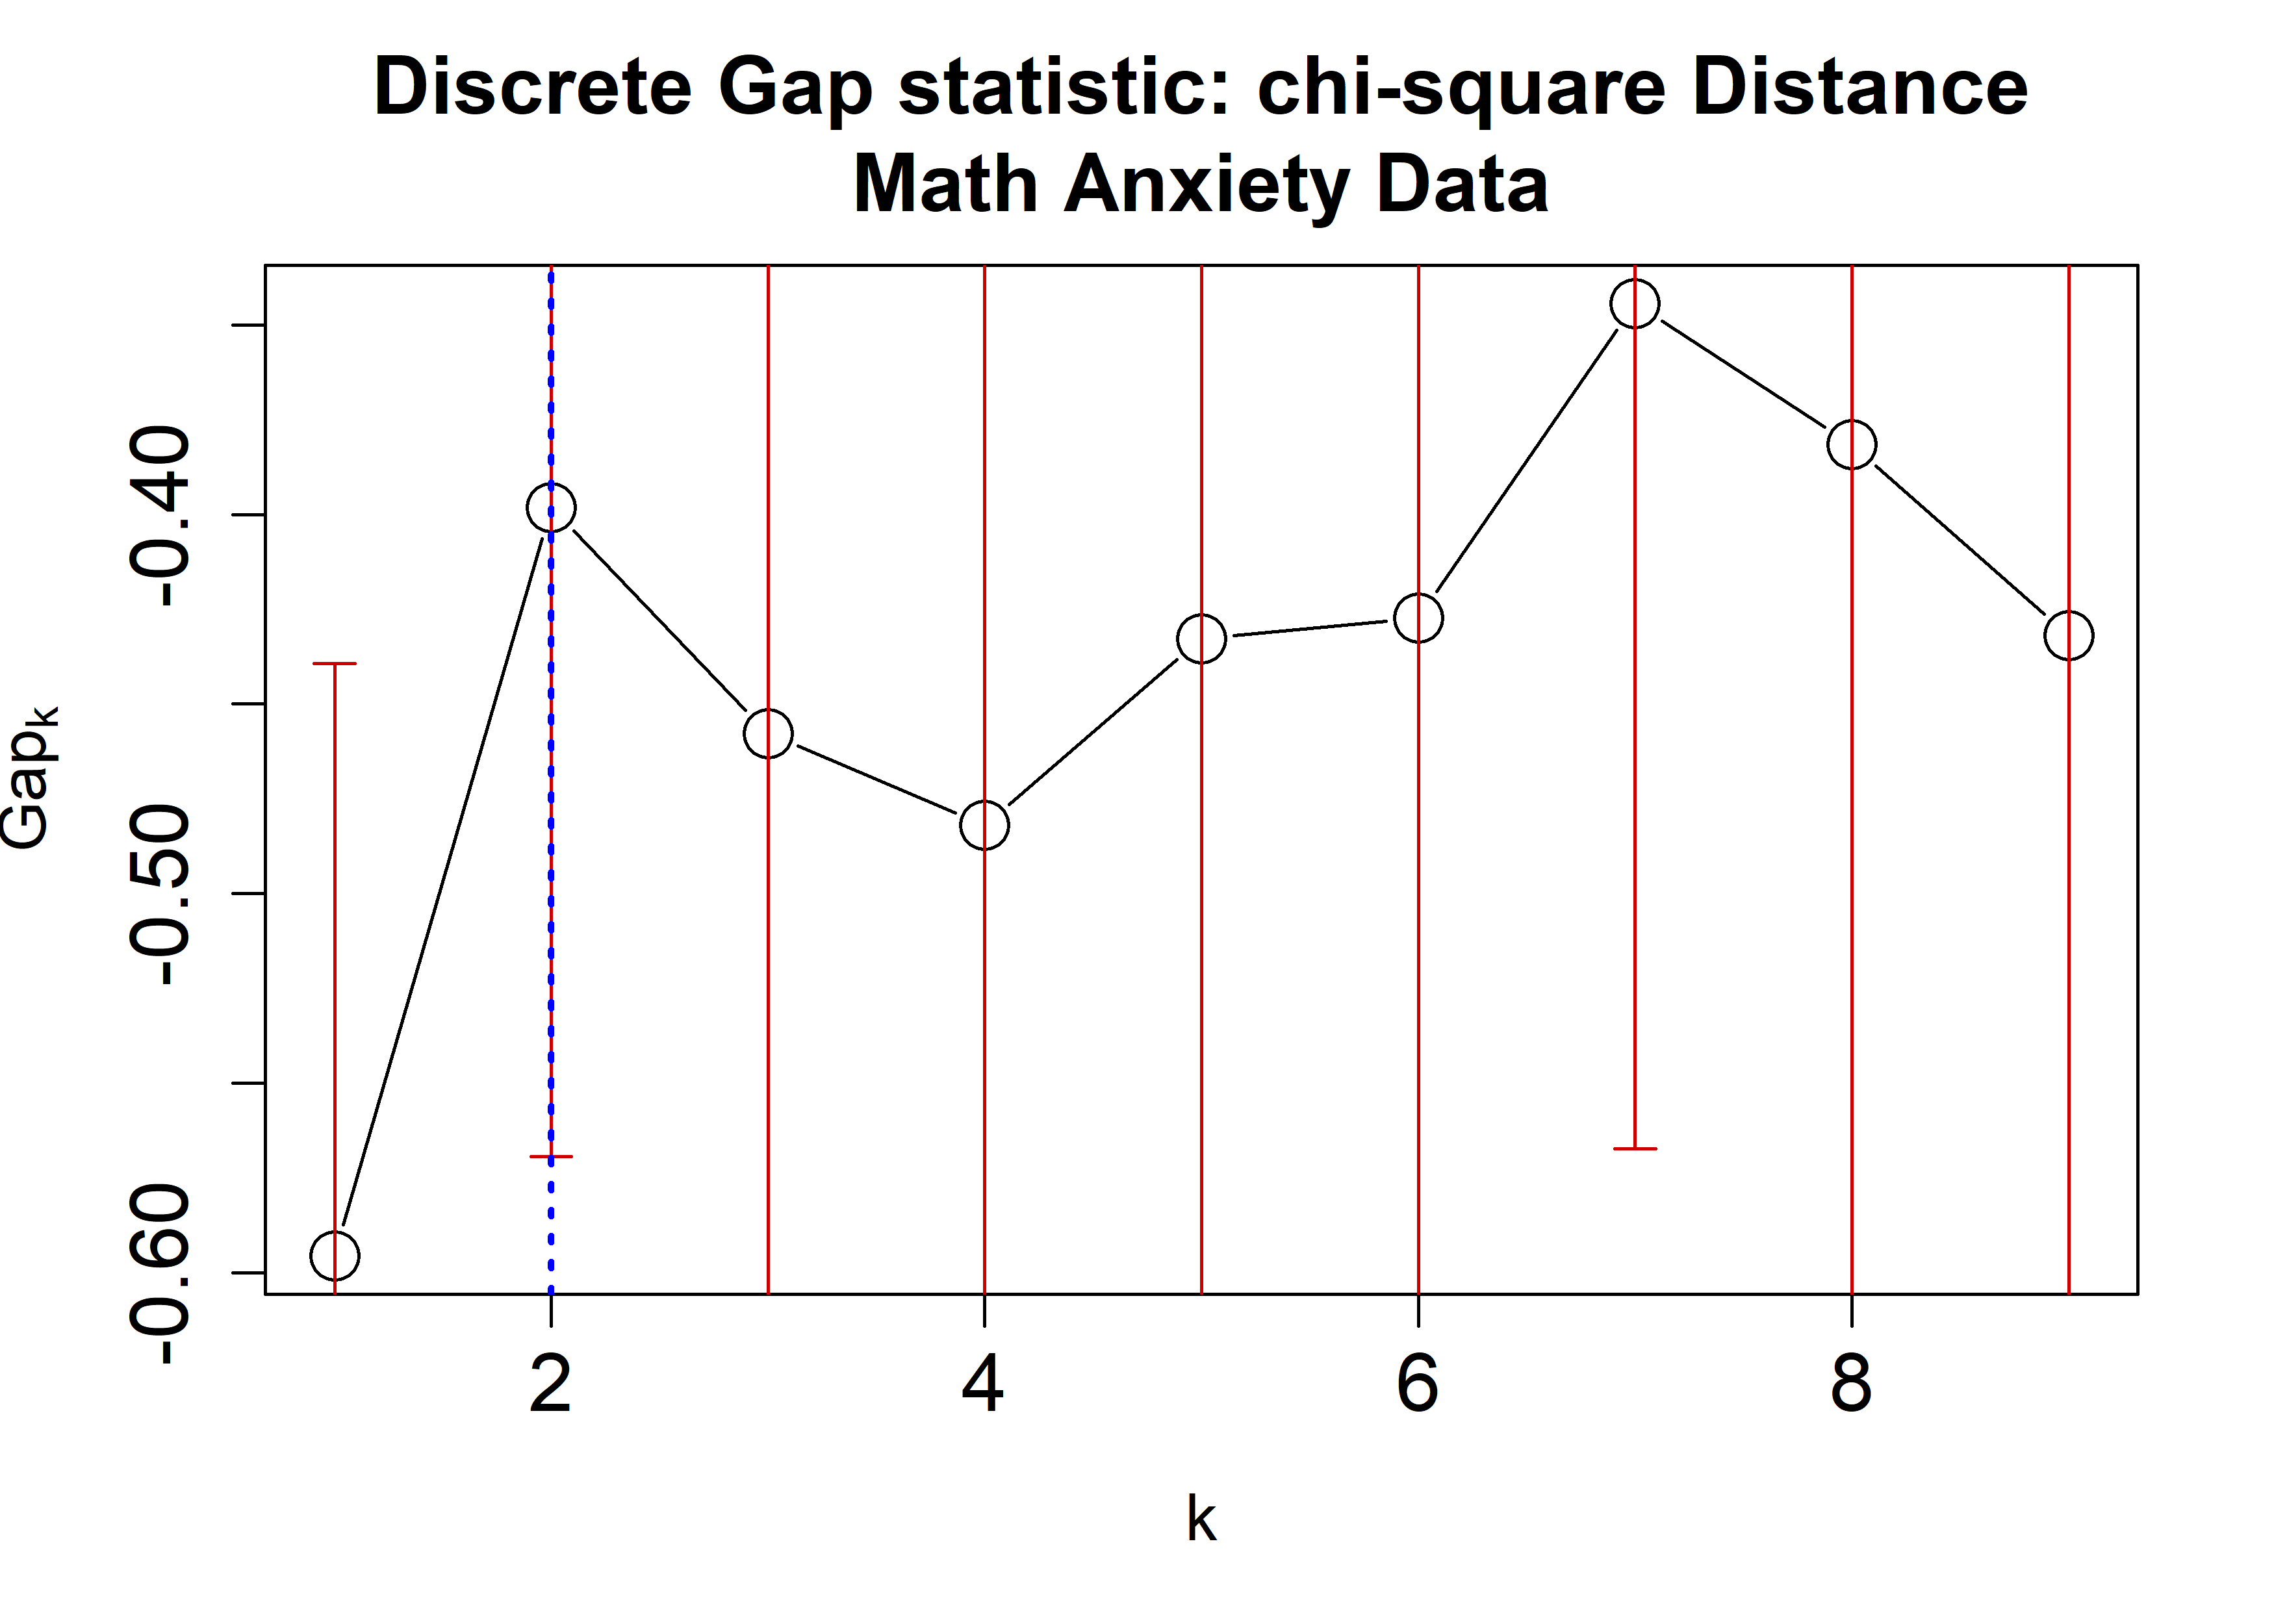 Discrete Gap statistic: chi-square Distance
Math Anxiety Data
Gapk
-0.40
-0.50
-0.60
2 4 6 8
k